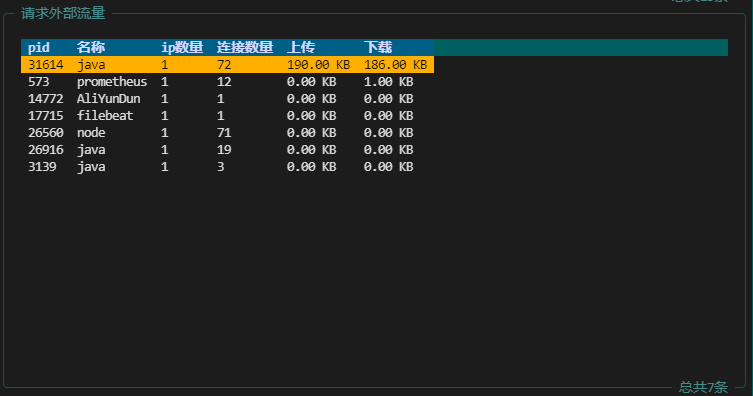 请求外部流量
pid 名称 ip数量 连接数量 上传 下载
31614 java 1 72 190.00 KB 186.00 KB
573 prometheus 1 12 0.00 KB 1.00 KB
14772 AliYunDun 1 1 0.00 KB 0.00 KB
17715 filebeat 1 1 0.00 KB 0.00 KB
26560 node 1 71 0.00 KB 0.00 KB
26916 java 1 19 0.00 KB 0.00 KB
3139 java 1 3 0.00 KB 0.00 KB
总共7条